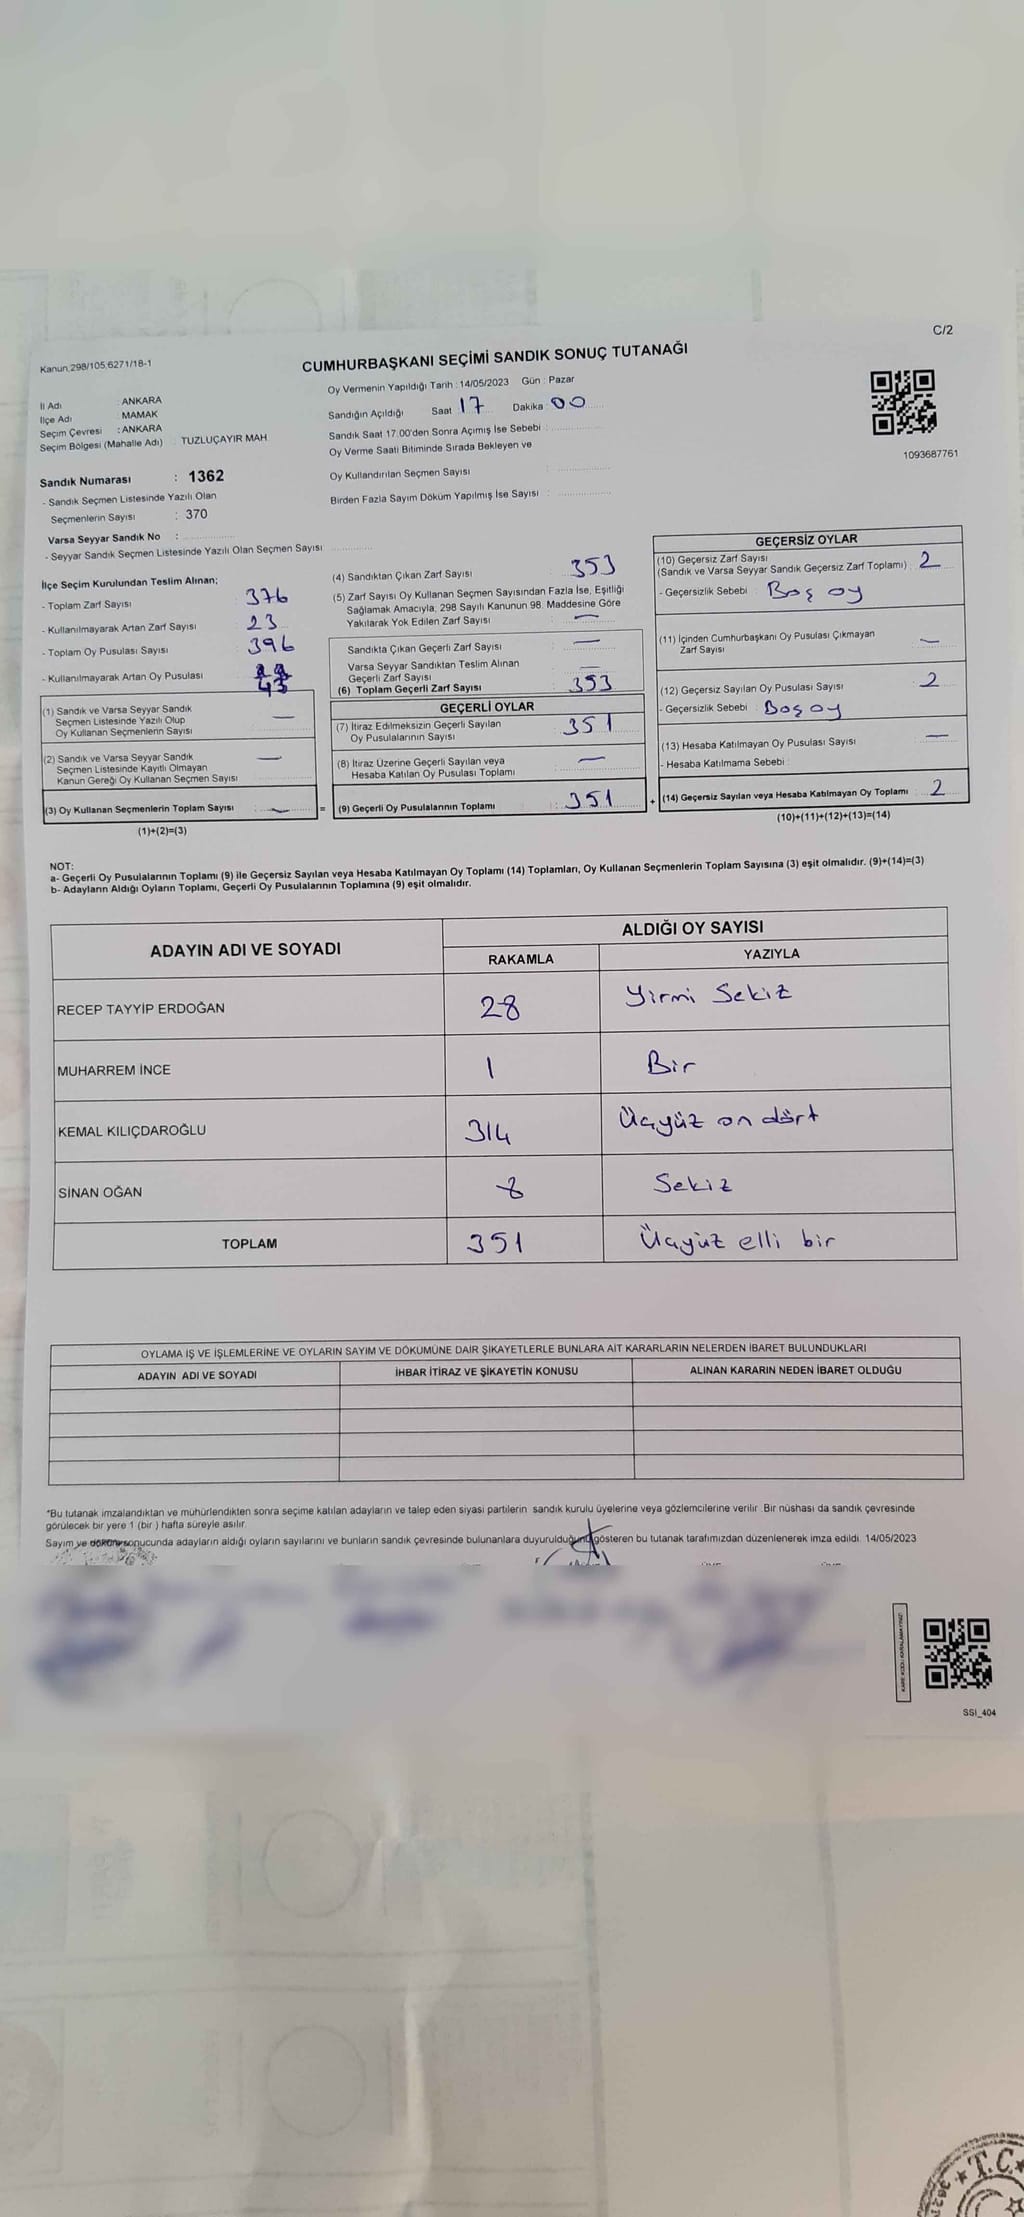 C/2
Kanun,298/105;6271/18-1
CUMHURBAŞKANI SEÇİMİ SANDIK SONUÇ TUTANAĞI
Oy Vermenin Yapıldığı Tarih : 14/05/2023 Gün : Pazar
İl Adı : ANKARA
İlçe Adı : MAMAK
Seçim Çevresi : ANKARA
Seçim Bölgesi (Mahalle Adı) : TUZLUÇAYIR MAH
Sandığın Açıldığı Saat 17 Dakika 00
Sandık Saat 17.00'den Sonra Açımış İse Sebebi :
Oy Verme Saati Bitiminde Sırada Bekleyen ve
Oy Kullandırılan Seçmen Sayısı :
Birden Fazla Sayım Döküm Yapılmış İse Sayısı :
1093687761
Sandık Numarası : 1362
- Sandık Seçmen Listesinde Yazılı Olan
Seçmenlerin Sayısı : 370
Varsa Seyyar Sandık No :
- Seyyar Sandık Seçmen Listesinde Yazılı Olan Seçmen Sayısı
İlçe Seçim Kurulundan Teslim Alınan;
- Toplam Zarf Sayısı 376
- Kullanılmayarak Artan Zarf Sayısı 23
- Toplam Oy Pusulası Sayısı 396
- Kullanılmayarak Artan Oy Pusulası 43
(1) Sandık ve Varsa Seyyar Sandık
Seçmen Listesinde Yazılı Olup
Oy Kullanan Seçmenlerin Sayısı —
(2) Sandık ve Varsa Seyyar Sandık
Seçmen Listesinde Kayıtlı Olmayan
Kanun Gereği Oy Kullanan Seçmen Sayısı —
(3) Oy Kullanan Seçmenlerin Toplam Sayısı —
(1)+(2)=(3)
(4) Sandıktan Çıkan Zarf Sayısı 353
(5) Zarf Sayısı Oy Kullanan Seçmen Sayısından Fazla İse, Eşitliği
Sağlamak Amacıyla, 298 Sayılı Kanunun 98. Maddesine Göre
Yakılarak Yok Edilen Zarf Sayısı —
Sandıkta Çıkan Geçerli Zarf Sayısı —
Varsa Seyyar Sandıktan Teslim Alınan
Geçerli Zarf Sayısı —
(6) Toplam Geçerli Zarf Sayısı 353
GEÇERLİ OYLAR
(7) İtiraz Edilmeksizin Geçerli Sayılan
Oy Pusulalarının Sayısı 351
(8) İtiraz Üzerine Geçerli Sayılan veya
Hesaba Katılan Oy Pusulası Toplamı —
= (9) Geçerli Oy Pusulalarının Toplamı : 351
GEÇERSİZ OYLAR
(10) Geçersiz Zarf Sayısı
(Sandık ve Varsa Seyyar Sandık Geçersiz Zarf Toplamı) : 2
- Geçersizlik Sebebi : Boş oy
(11) İçinden Cumhurbaşkanı Oy Pusulası Çıkmayan
Zarf Sayısı —
(12) Geçersiz Sayılan Oy Pusulası Sayısı 2
- Geçersizlik Sebebi : Boş oy
(13) Hesaba Katılmayan Oy Pusulası Sayısı —
- Hesaba Katılmama Sebebi :
+ (14) Geçersiz Sayılan veya Hesaba Katılmayan Oy Toplamı 2
(10)+(11)+(12)+(13)=(14)
NOT:
a- Geçerli Oy Pusulalarının Toplamı (9) ile Geçersiz Sayılan veya Hesaba Katılmayan Oy Toplamı (14) Toplamları, Oy Kullanan Seçmenlerin Toplam Sayısına (3) eşit olmalıdır. (9)+(14)=(3)
b- Adayların Aldığı Oyların Toplamı, Geçerli Oy Pusulalarının Toplamına (9) eşit olmalıdır.
ADAYIN ADI VE SOYADI ALDIĞI OY SAYISI
RAKAMLA YAZIYLA
RECEP TAYYİP ERDOĞAN 28 Yirmi Sekiz
MUHARREM İNCE 1 Bir
KEMAL KILIÇDAROĞLU 314 Üçyüz on dört
SİNAN OĞAN 8 Sekiz
TOPLAM 351 Üçyüz elli bir
OYLAMA İŞ VE İŞLEMLERİNE VE OYLARIN SAYIM VE DÖKÜMÜNE DAİR ŞİKAYETLERLE BUNLARA AİT KARARLARIN NELERDEN İBARET BULUNDUKLARI
ADAYIN ADI VE SOYADI İHBAR İTİRAZ VE ŞİKAYETİN KONUSU ALINAN KARARIN NEDEN İBARET OLDUĞU
*Bu tutanak imzalandıktan ve mühürlendikten sonra seçime katılan adayların ve talep eden siyasi partilerin sandık kurulu üyelerine veya gözlemcilerine verilir. Bir nüshası da sandık çevresinde
görülecek bir yere 1 (bir ) hafta süreyle asılır.
Sayım ve döküm sonucunda adayların aldığı oyların sayılarını ve bunların sandık çevresinde bulunanlara duyurulduğunu gösteren bu tutanak tarafımızdan düzenlenerek imza edildi. 14/05/2023
KARE KODU KARALAMAYINIZ!
SSI_404
T.C.